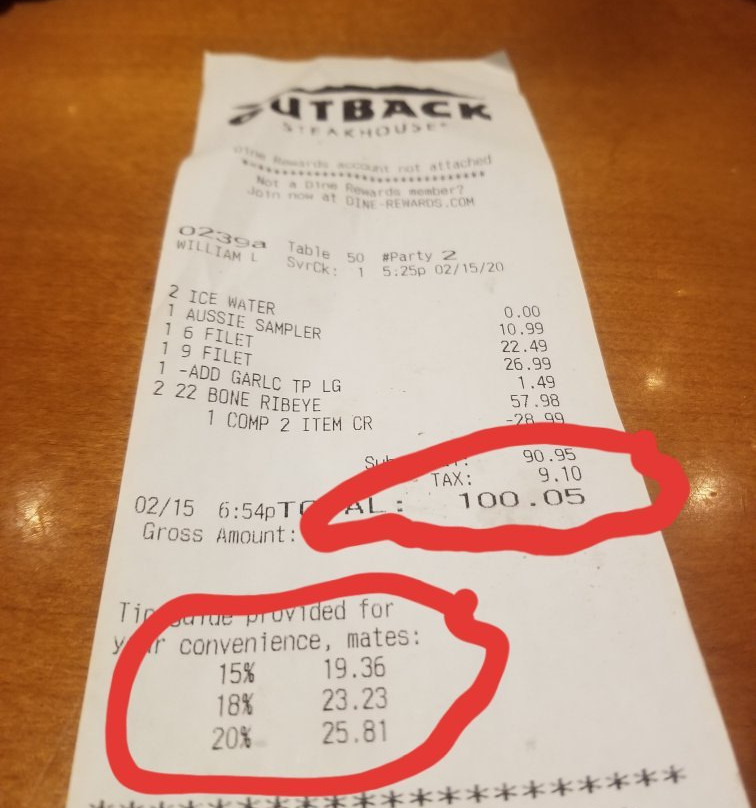 OUTBACK
STEAKHOUSE
Dine Rewards account not attached
Not a Dine Rewards member?
Join now at DINE-REWARDS.COM
0239a Table 50 #Party 2
WILLIAM L SvrCk: 1 5:25p 02/15/20
2 ICE WATER 0.00
1 AUSSIE SAMPLER 10.99
1 6 FILET 22.49
1 9 FILET 26.99
1 -ADD GARLC TP LG 1.49
2 22 BONE RIBEYE 57.98
1 COMP 2 ITEM CR -28.99
90.95
TAX: 9.10
02/15 6:54p TOTAL: 100.05
Gross Amount:
Tip Guide provided for
your convenience, mates:
15% 19.36
18% 23.23
20% 25.81
********************